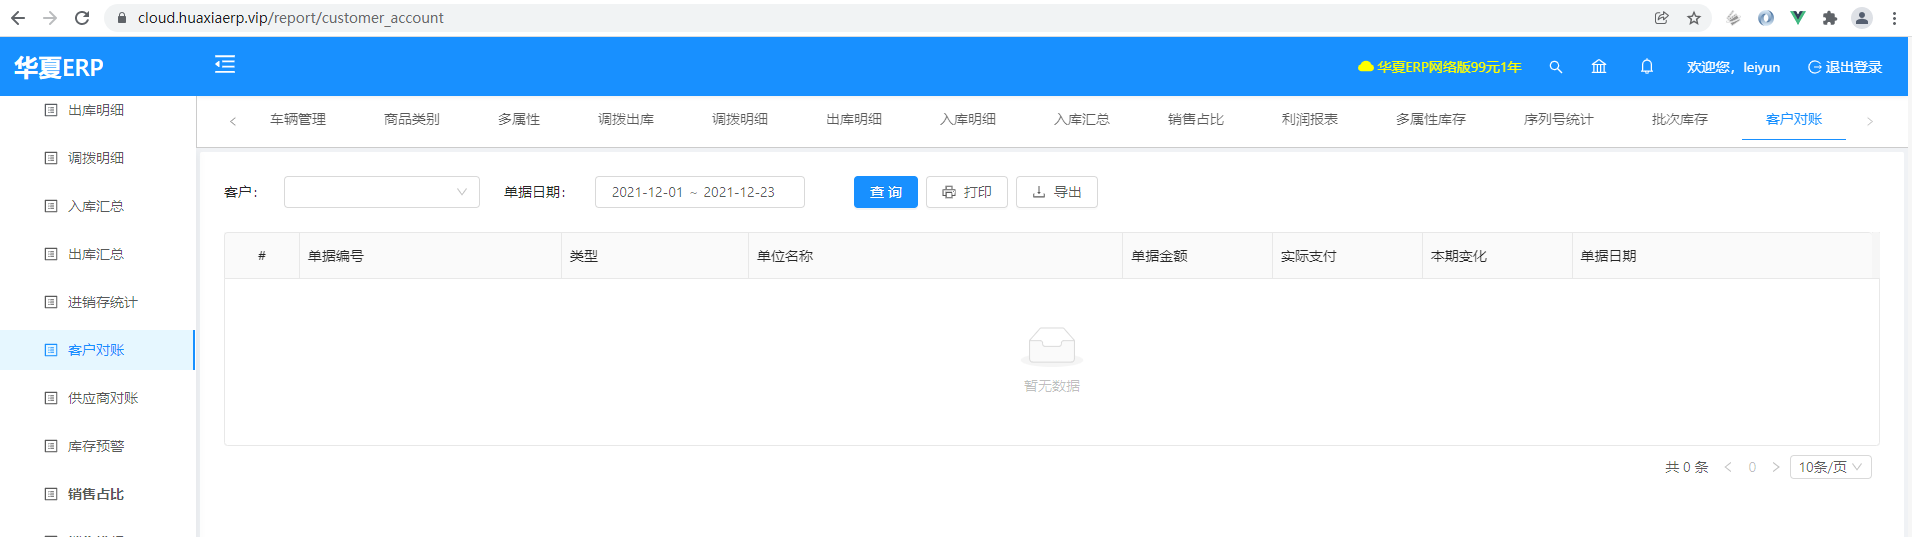 cloud.huaxiaerp.vip/report/customer_account
华夏ERP
华夏ERP网络版99元1年
欢迎您，leiyun
退出登录
车辆管理 商品类别 多属性 调拨出库 调拨明细 出库明细 入库明细 入库汇总 销售占比 利润报表 多属性库存 序列号统计 批次库存 客户对账
出库明细
调拨明细
入库汇总
出库汇总
进销存统计
客户对账
供应商对账
库存预警
销售占比
客户：
单据日期：
2021-12-01 ~ 2021-12-23
查询 打印 导出
# 单据编号 类型 单位名称 单据金额 实际支付 本期变化 单据日期
暂无数据
共 0 条 < 0 > 10条/页